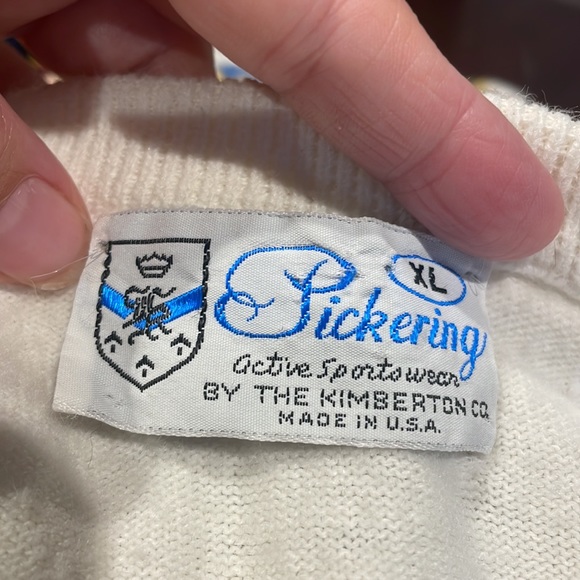 XL
Pickering
active Sportswear
BY THE KIMBERTON CO.
MADE IN U.S.A.